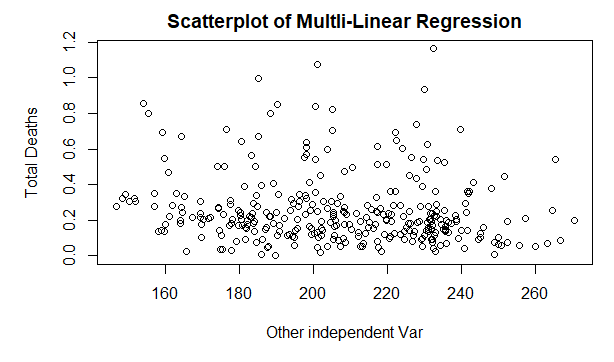 Scatterplot of Multli-Linear Regression
Total Deaths
1.2
1.0
0.8
0.6
0.4
0.2
0.0
160 180 200 220 240 260
Other independent Var